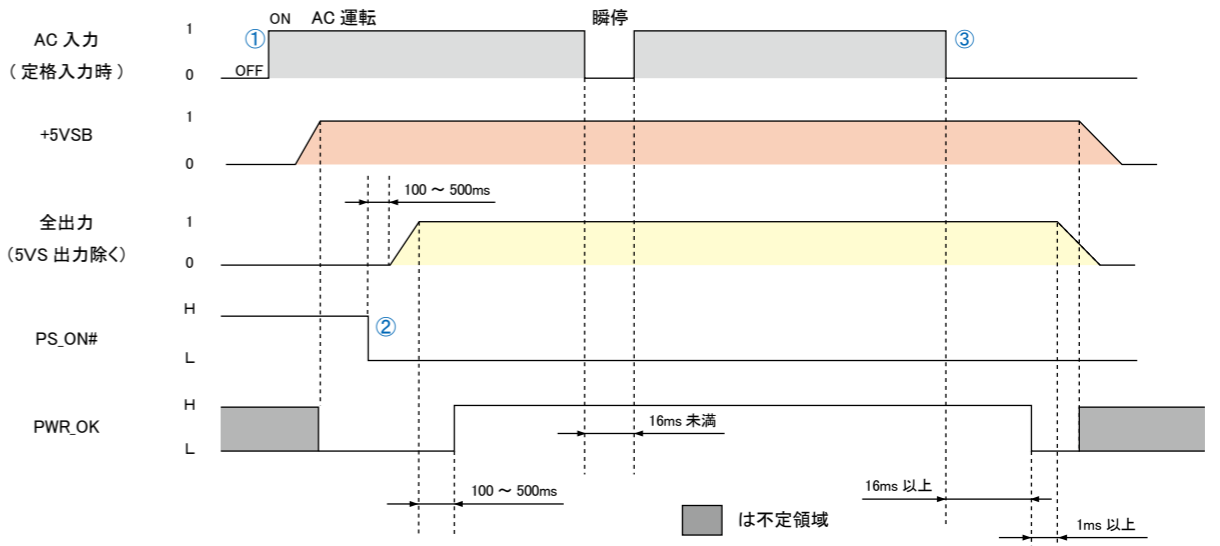 ON AC 運転 瞬停
AC 入力
( 定格入力時 )
1
①
③
OFF
0
+5VSB
1
0
100 ～ 500ms
全出力
(5VS 出力除く)
1
0
PS_ON#
H
②
L
PWR_OK
H
L
16ms 未満
100 ～ 500ms
16ms 以上
は不定領域
1ms 以上